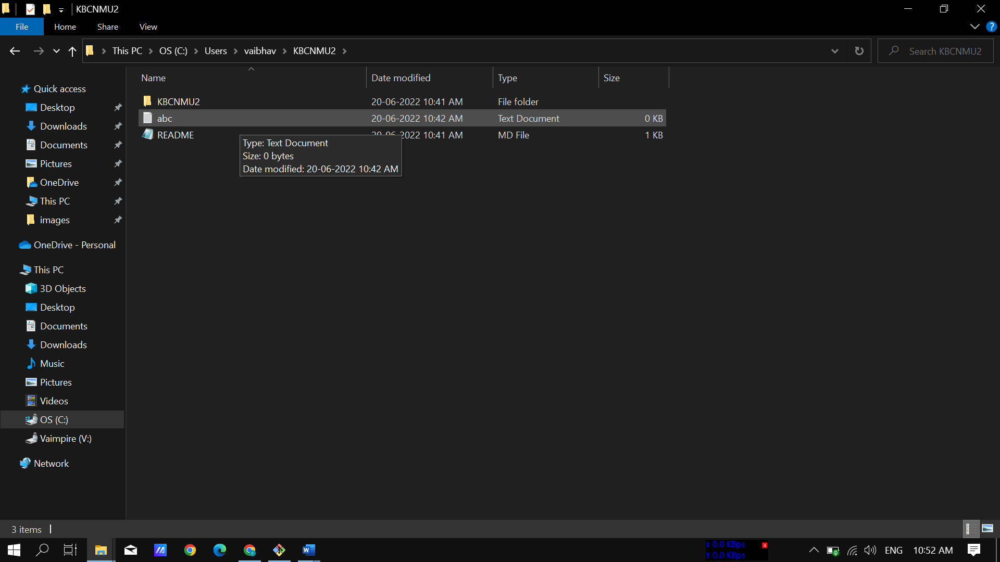 KBCNMU2
File Home Share View
This PC OS (C:) Users vaibhav KBCNMU2
Search KBCNMU2
Name Date modified Type Size
KBCNMU2 20-06-2022 10:41 AM File folder
abc 20-06-2022 10:42 AM Text Document 0 KB
README 20-06-2022 10:41 AM MD File 1 KB
Type: Text Document
Size: 0 bytes
Date modified: 20-06-2022 10:42 AM
Quick access
Desktop
Downloads
Documents
Pictures
OneDrive
This PC
images
OneDrive - Personal
This PC
3D Objects
Desktop
Documents
Downloads
Music
Pictures
Videos
OS (C:)
Vaimpire (V:)
Network
3 items
0.0 KBps
0.0 KBps
ENG 10:52 AM